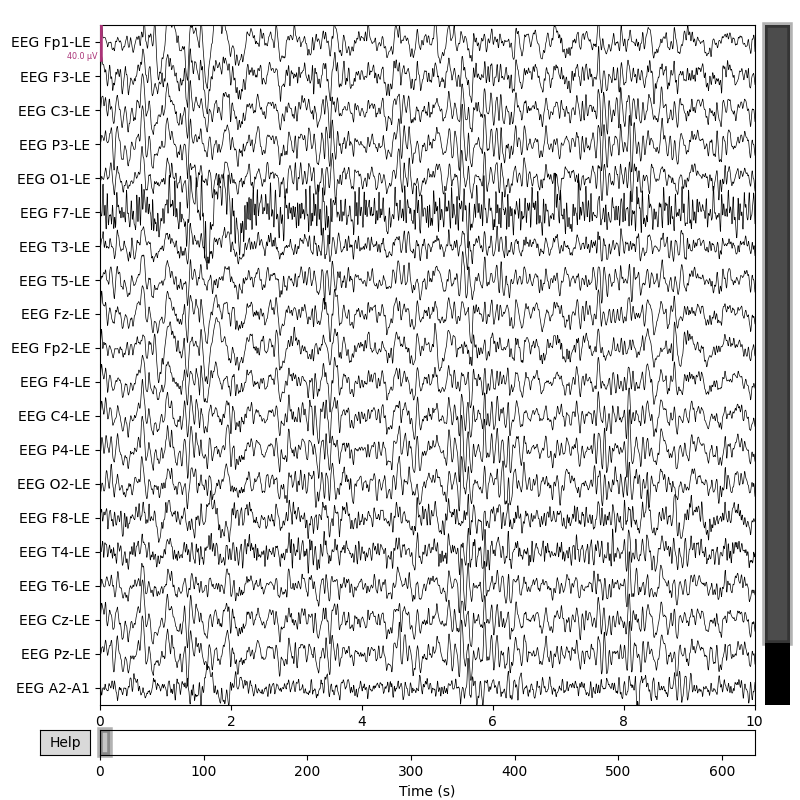 EEG Fp1-LE
40.0 µV
EEG F3-LE
EEG C3-LE
EEG P3-LE
EEG O1-LE
EEG F7-LE
EEG T3-LE
EEG T5-LE
EEG Fz-LE
EEG Fp2-LE
EEG F4-LE
EEG C4-LE
EEG P4-LE
EEG O2-LE
EEG F8-LE
EEG T4-LE
EEG T6-LE
EEG Cz-LE
EEG Pz-LE
EEG A2-A1
0 2 4 6 8 10
Help
0 100 200 300 400 500 600
Time (s)